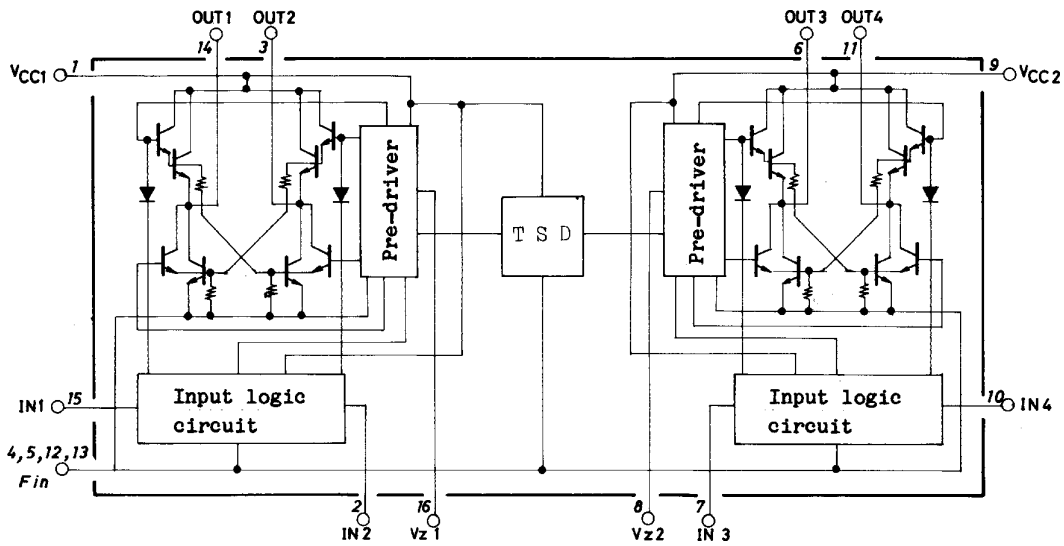 OUT1 OUT2 OUT3 OUT4
14 3 6 11
VCC1 1 9 VCC2
Pre-driver
TSD
Pre-driver
Input logic
circuit
Input logic
circuit
IN1 15 10 IN4
4,5,12,13
Fin
2 16 8 7
IN2 Vz1 Vz2 IN3